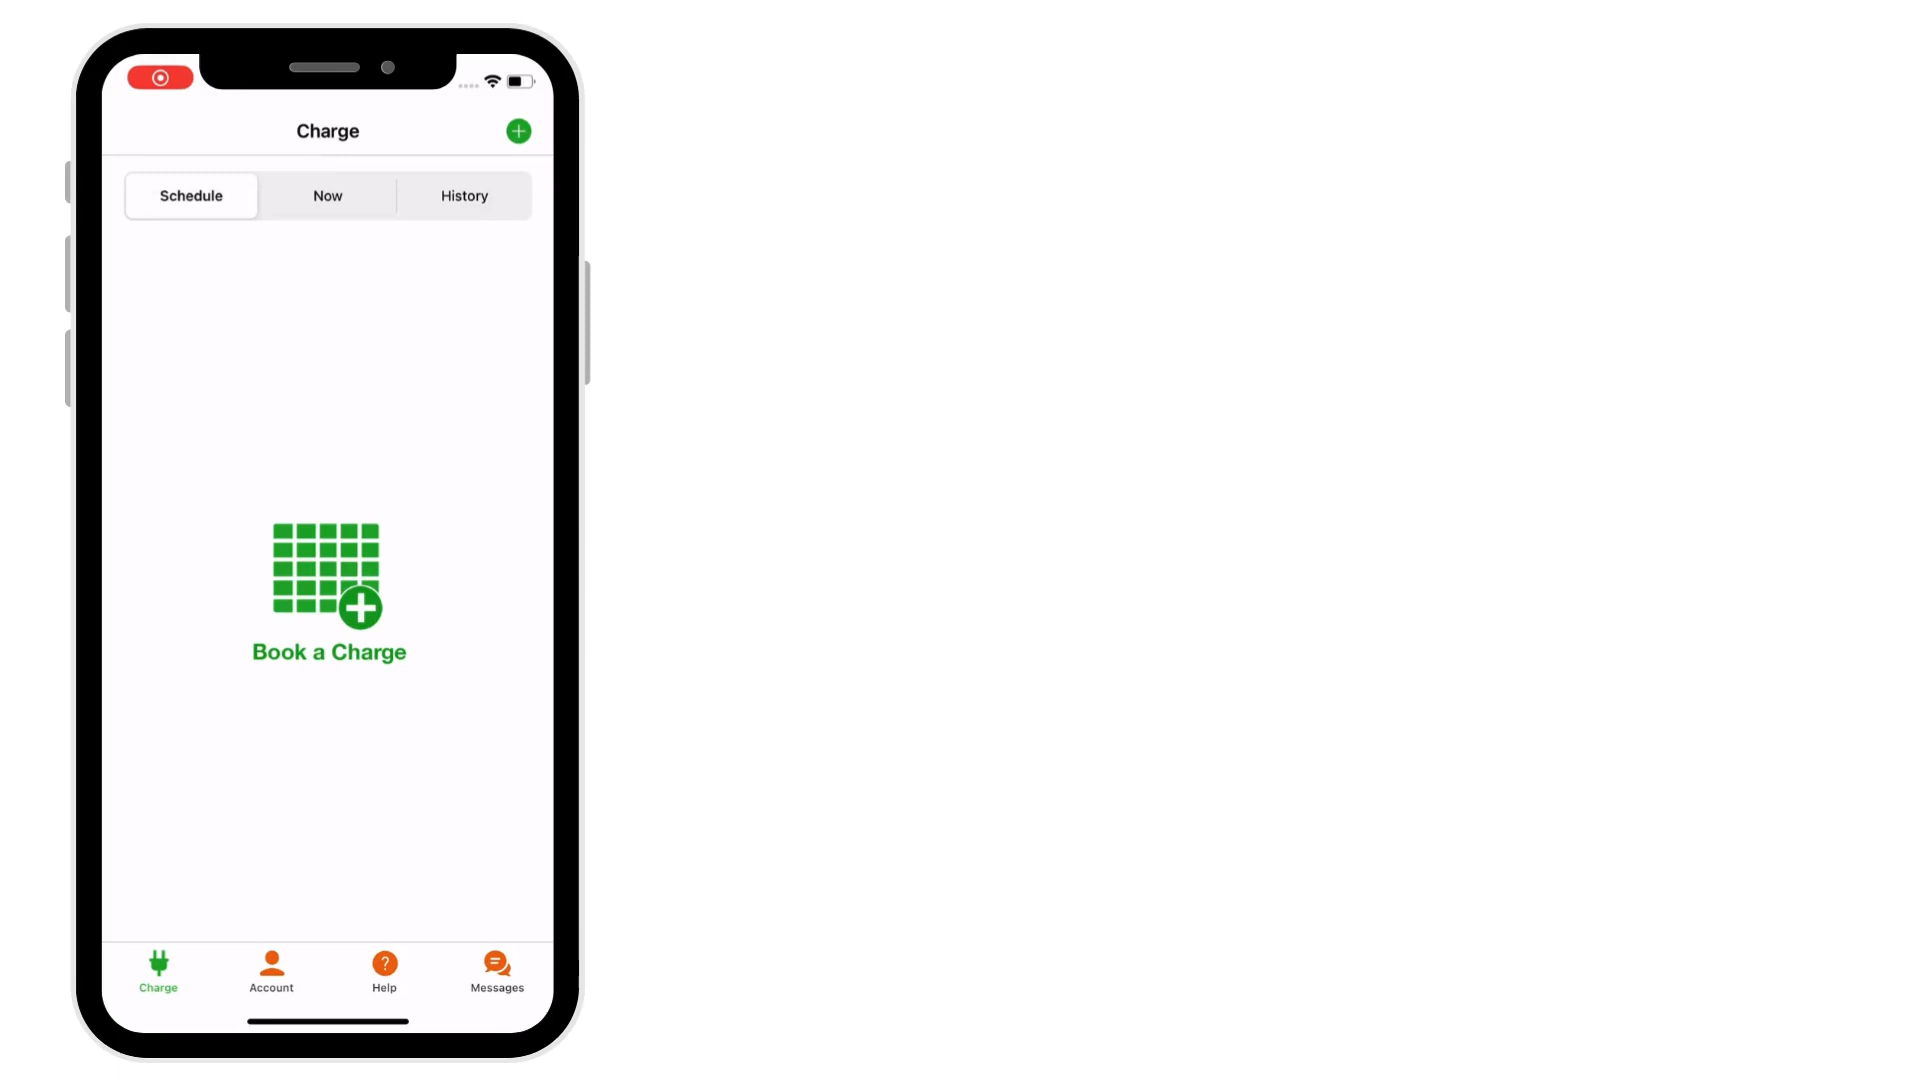 Charge
Schedule
Now
History
Book a Charge
Charge
Account
Help
Messages